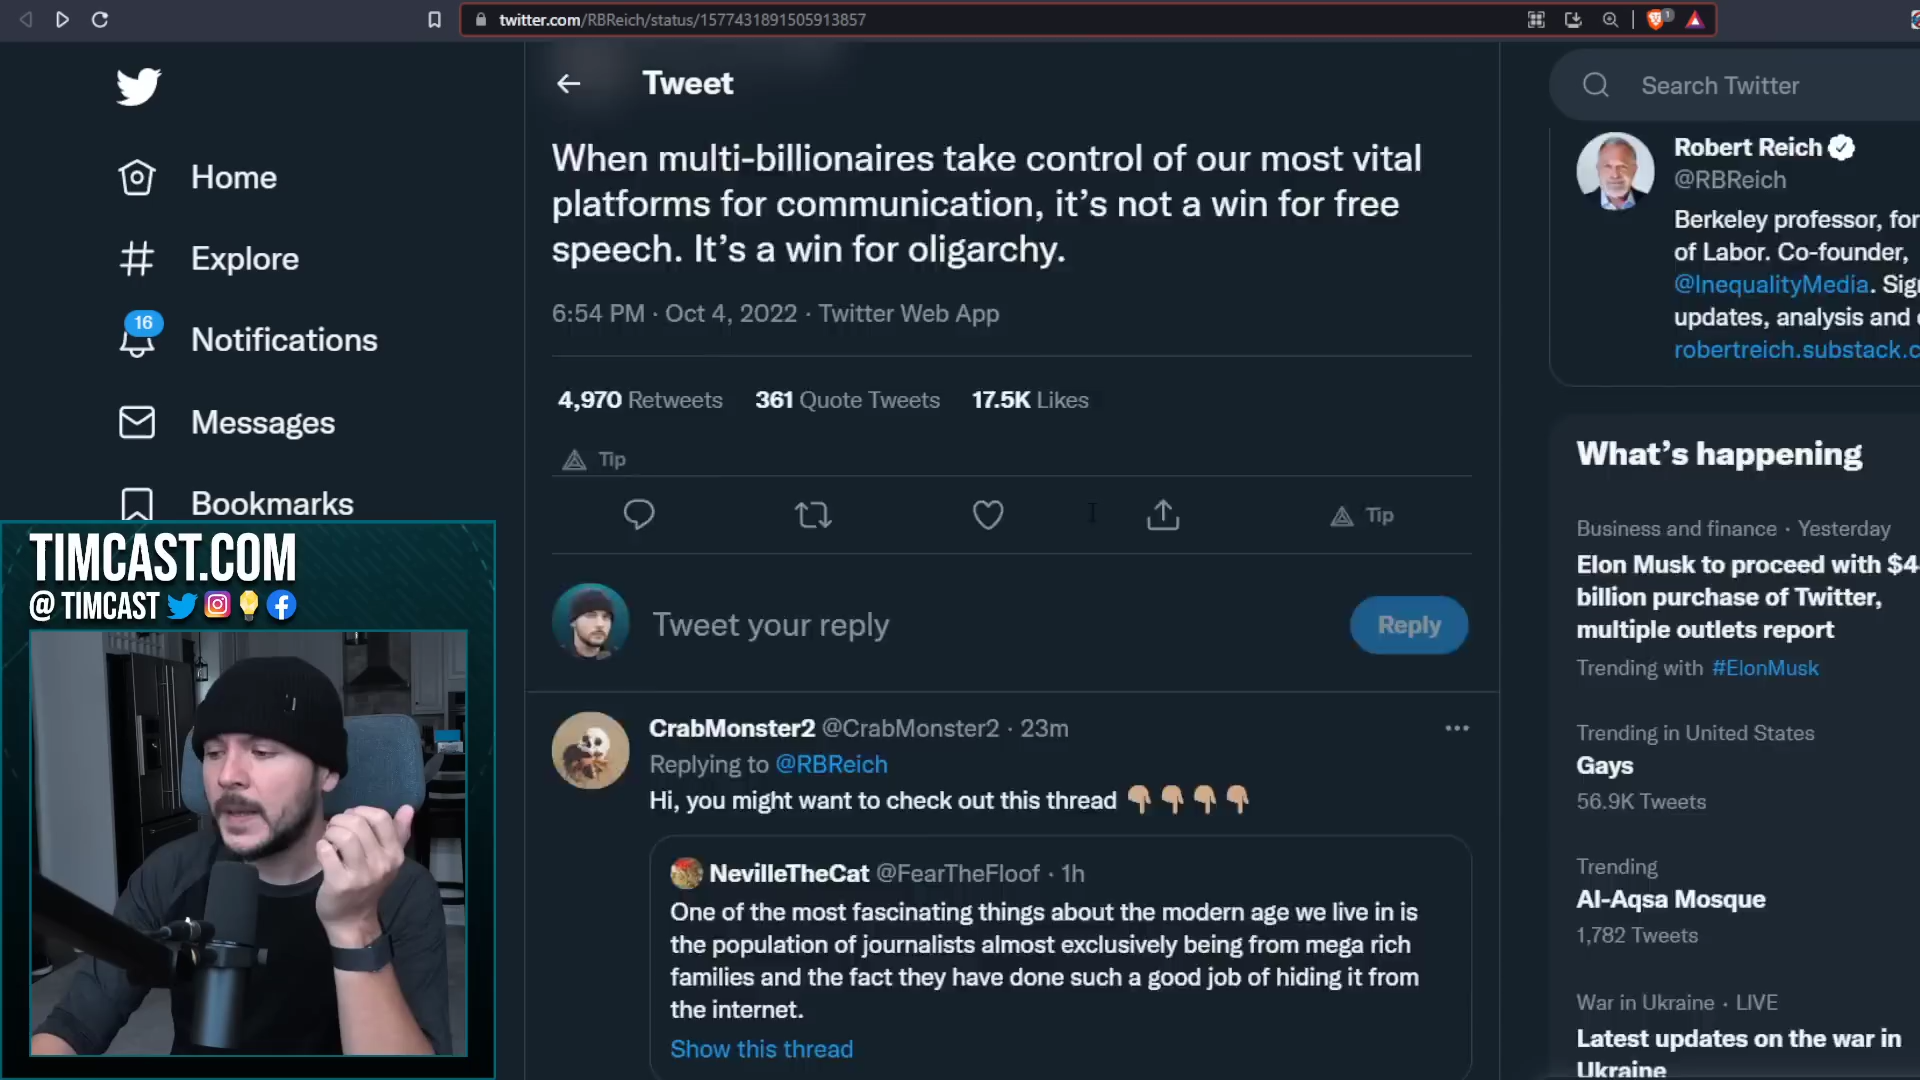 twitter.com/RBReich/status/1577431891505913857
1
Tweet
Search Twitter
When multi-billionaires take control of our most vital
platforms for communication, it's not a win for free
speech. It's a win for oligarchy.
6:54 PM · Oct 4, 2022 · Twitter Web App
4,970 Retweets 361 Quote Tweets 17.5K Likes
Tip
Tip
Tweet your reply
Reply
CrabMonster2 @CrabMonster2 · 23m
Replying to @RBReich
Hi, you might want to check out this thread 👇🏼👇🏼👇🏼👇🏼
NevilleTheCat @FearTheFloof · 1h
One of the most fascinating things about the modern age we live in is
the population of journalists almost exclusively being from mega rich
families and the fact they have done such a good job of hiding it from
the internet.
Show this thread
Home
Explore
16
Notifications
Messages
Bookmarks
TIMCAST.COM
@ TIMCAST
Robert Reich
@RBReich
Berkeley professor, for
of Labor. Co-founder,
@InequalityMedia. Sig
updates, analysis and
robertreich.substack.c
What's happening
Business and finance · Yesterday
Elon Musk to proceed with $4
billion purchase of Twitter,
multiple outlets report
Trending with #ElonMusk
Trending in United States
Gays
56.9K Tweets
Trending
Al-Aqsa Mosque
1,782 Tweets
War in Ukraine · LIVE
Latest updates on the war in
Ukraine